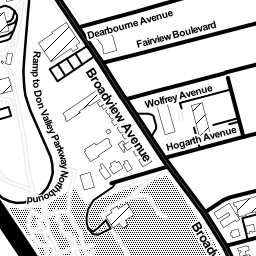 Dearbourne Avenue
Fairview Boulevard
Ramp to Don Valley Parkway Northbound
Broadview Avenue
Wolfrey Avenue
Hogarth Avenue